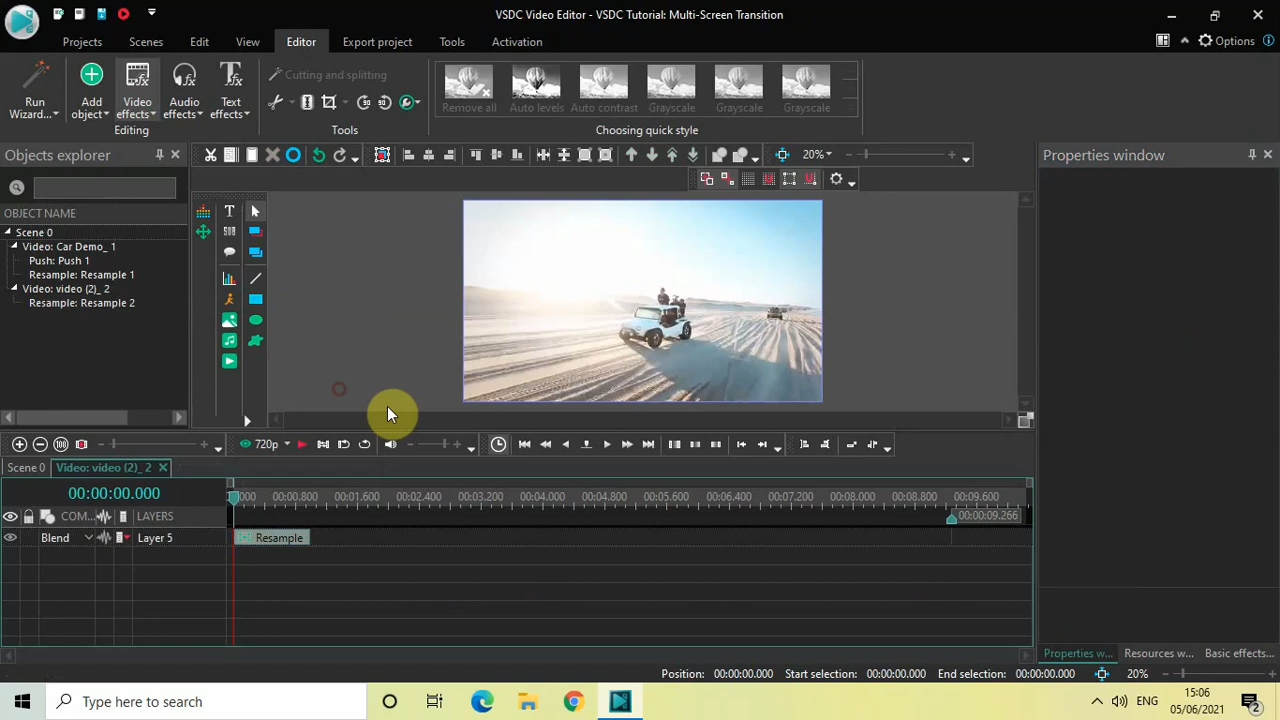 VSDC Video Editor - VSDC Tutorial: Multi-Screen Transition
Projects Scenes Edit View Editor Export project Tools Activation Options
Run Wizard... Add object Video effects Audio effects Text effects
Editing
Cutting and splitting
Tools
Remove all Auto levels Auto contrast Grayscale Grayscale Grayscale
Choosing quick style
Objects explorer
20%
Properties window
OBJECT NAME
Scene 0
Video: Car Demo_ 1
Push: Push 1
Resample: Resample 1
Video: video (2)_ 2
Resample: Resample 2
720p
Scene 0 Video: video (2)_ 2
00:00:00.000
000 00:00.800 00:01.600 00:02.400 00:03.200 00:04.000 00:04.800 00:05.600 00:06.400 00:07.200 00:08.000 00:08.800 00:09.600
COM... LAYERS
00:00:09.266
Blend Layer 5 Resample
Properties w... Resources w... Basic effects...
Position: 00:00:00.000 Start selection: 00:00:00.000 End selection: 00:00:00.000 20%
Type here to search
ENG
15:06
05/06/2021
2